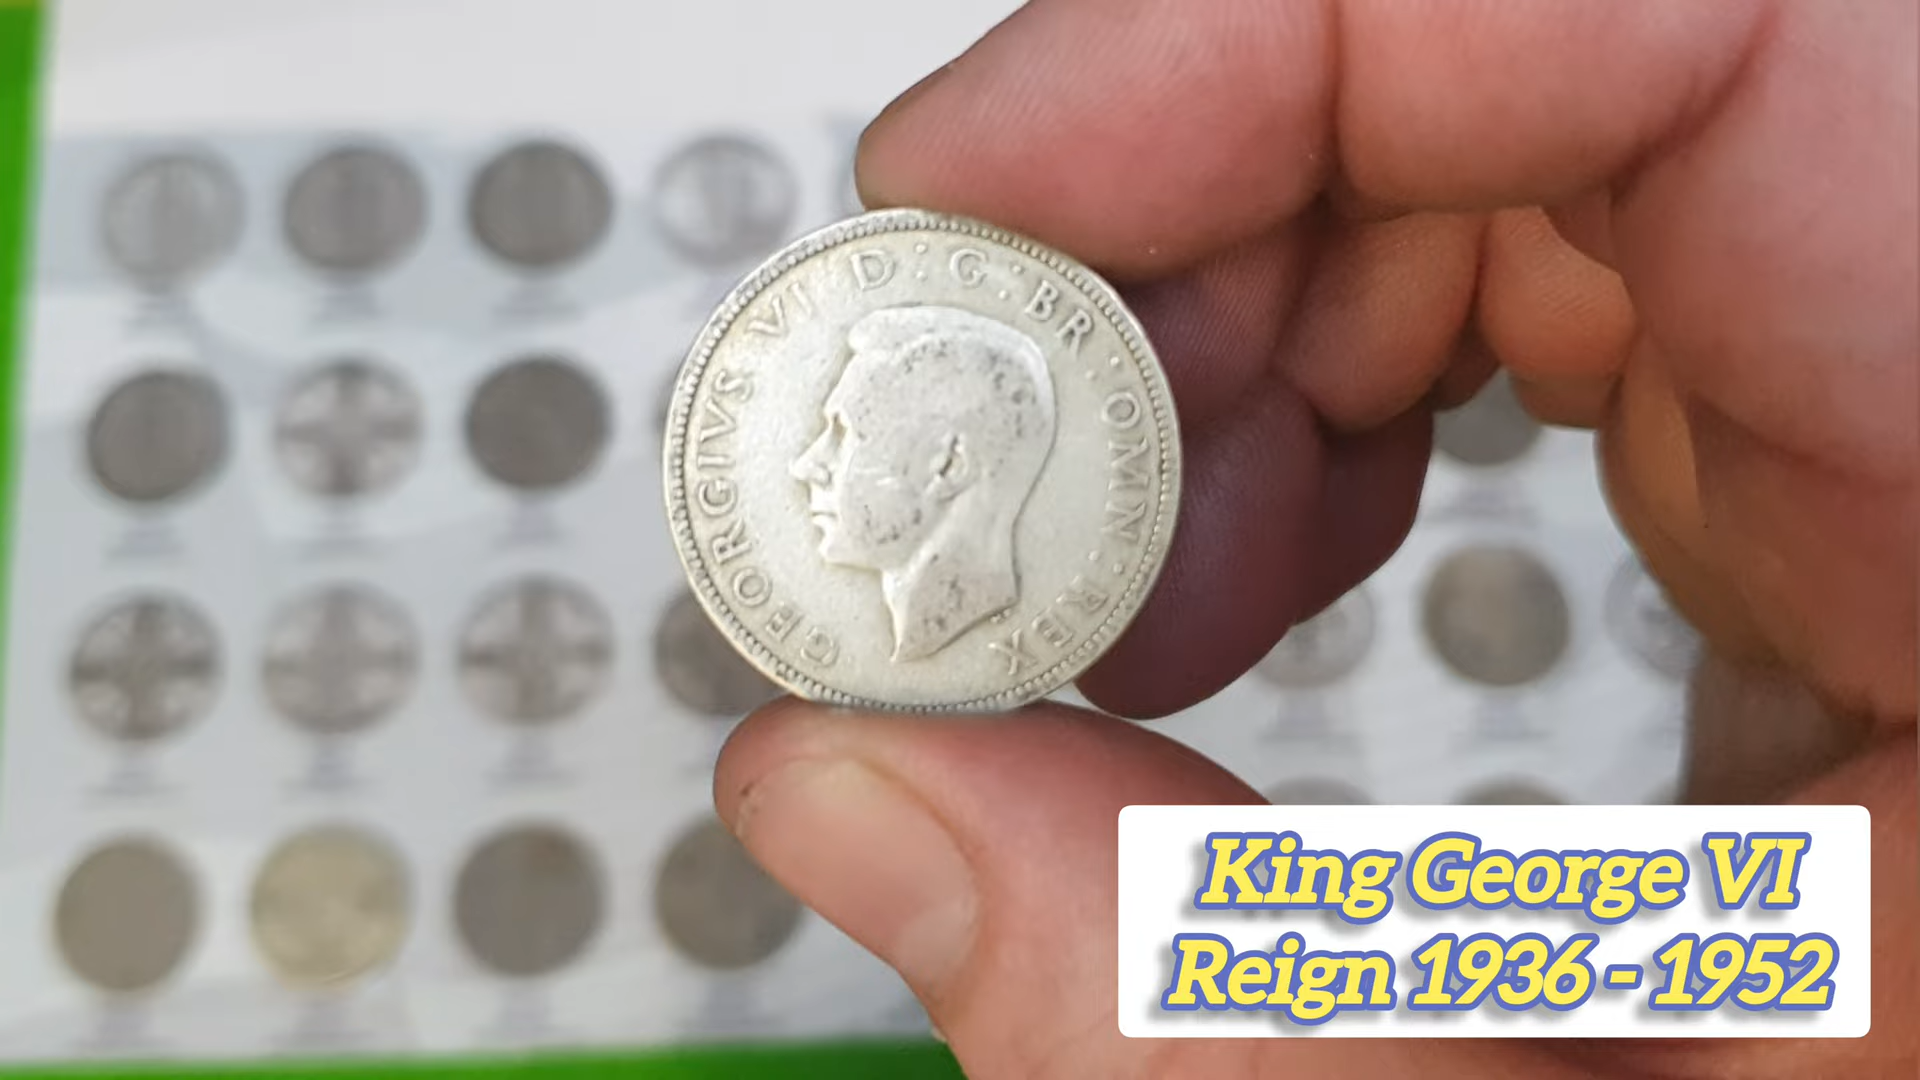 GEORGIVS VI D : G : BR · OMN · REX
King George VI
Reign 1936 - 1952